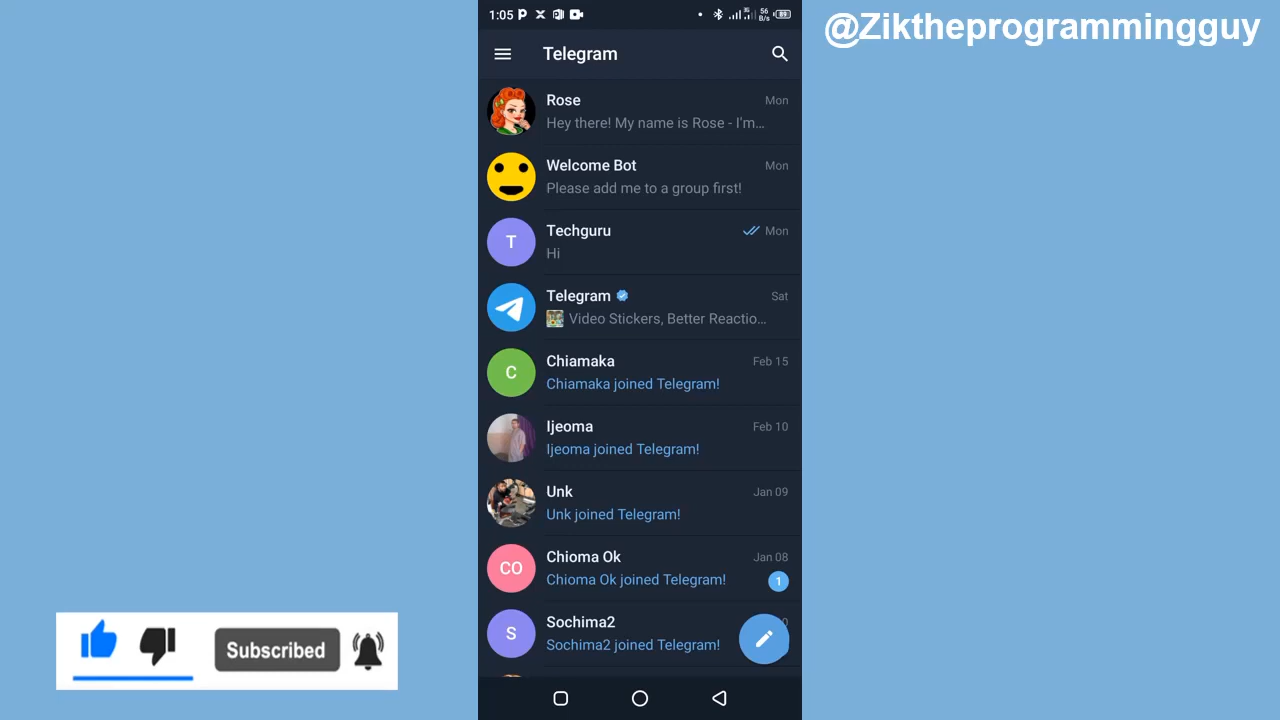 @Ziktheprogrammingguy
1:05
56
B/s
89
Telegram
Rose
Mon
Hey there! My name is Rose - I'm...
Welcome Bot
Mon
Please add me to a group first!
T
Techguru
Mon
Hi
Telegram
Sat
Video Stickers, Better Reactio...
C
Chiamaka
Feb 15
Chiamaka joined Telegram!
Ijeoma
Feb 10
Ijeoma joined Telegram!
Unk
Jan 09
Unk joined Telegram!
CO
Chioma Ok
Jan 08
Chioma Ok joined Telegram!
1
S
Sochima2
Sochima2 joined Telegram!
Subscribed